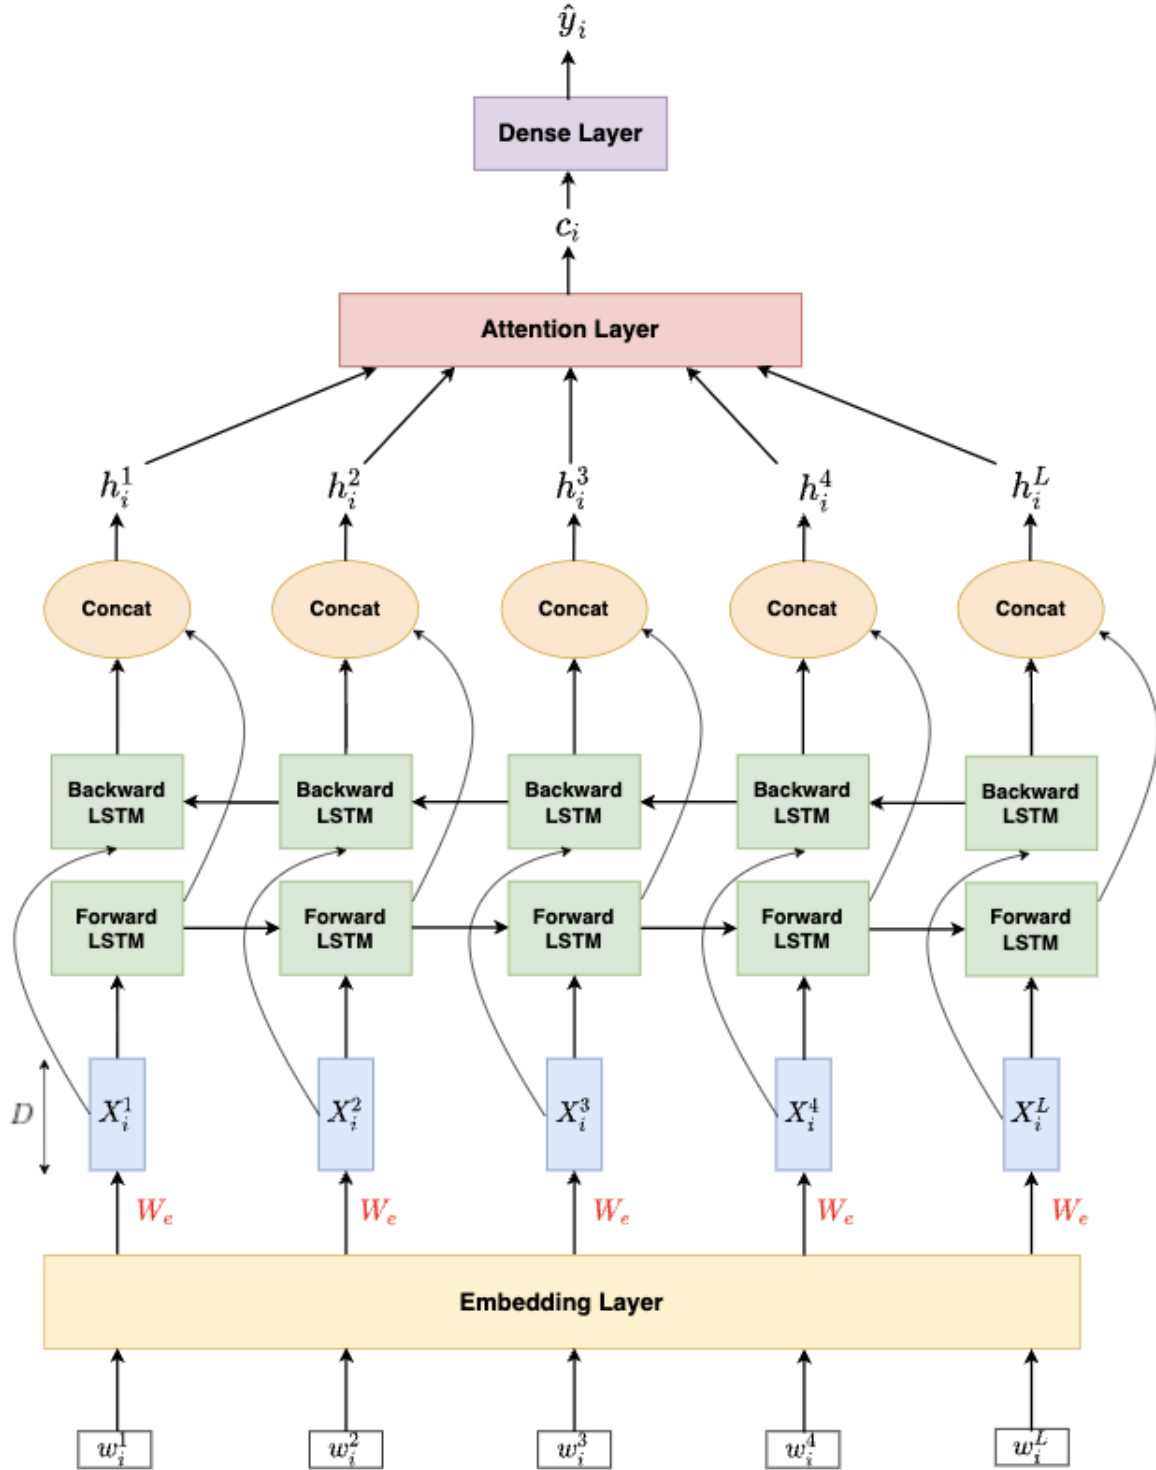 ŷ_i
Dense Layer
c_i
Attention Layer
h_i^1 h_i^2 h_i^3 h_i^4 h_i^L
Concat Concat Concat Concat Concat
Backward LSTM Backward LSTM Backward LSTM Backward LSTM Backward LSTM
Forward LSTM Forward LSTM Forward LSTM Forward LSTM Forward LSTM
D X_i^1 X_i^2 X_i^3 X_i^4 X_i^L
W_e W_e W_e W_e W_e
Embedding Layer
w_i^1 w_i^2 w_i^3 w_i^4 w_i^L